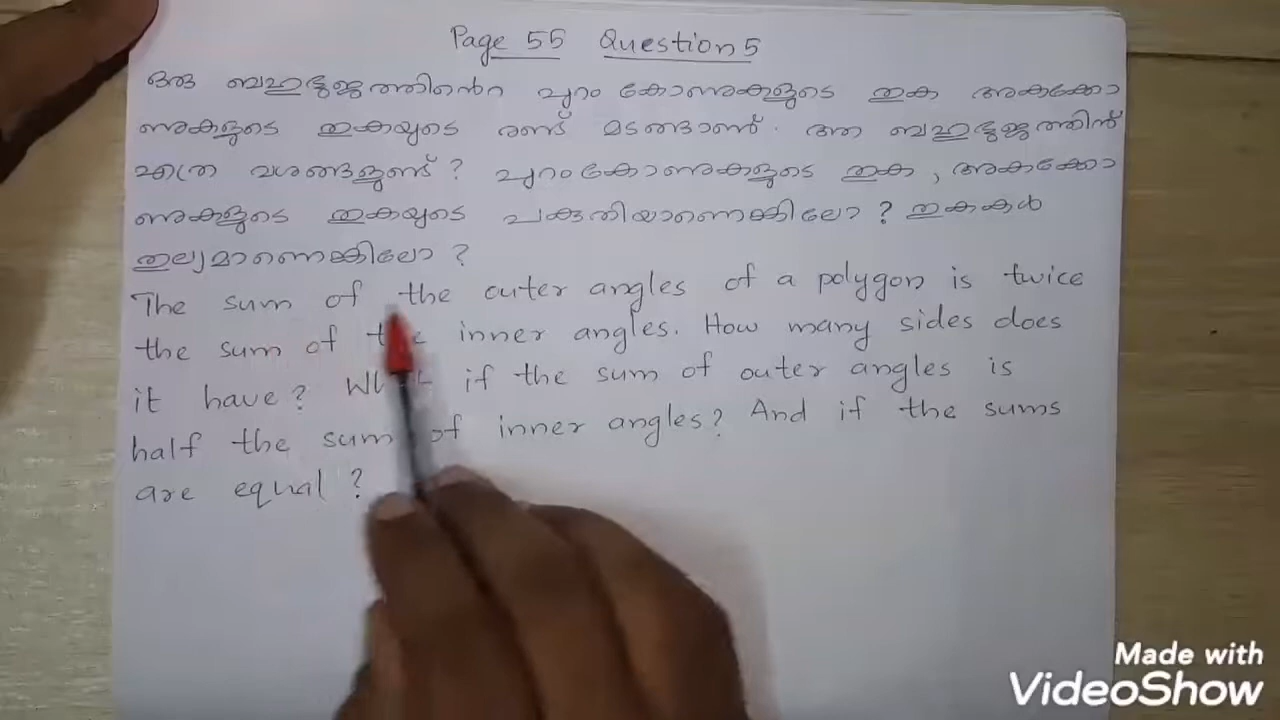 Page 55 Question 5
ഒരു ബഹുഭുജത്തിന്റെ പുറം കോണുകളുടെ തുക അകക്കോ
ണുകളുടെ തുകയുടെ രണ്ട് മടങ്ങാണ്. ആ ബഹുഭുജത്തിന്
എത്ര വശങ്ങളുണ്ട് ? പുറംകോണുകളുടെ തുക , അകക്കോ
ണുകളുടെ തുകയുടെ പകുതിയാണെങ്കിലോ ? തുകകൾ
തുല്യമാണെങ്കിലോ ?
The sum of the outer angles of a polygon is twice
the sum of the inner angles. How many sides does
it have? if the sum of outer angles is
half the sum of inner angles? And if the sums
are equal ?
Made with
VideoShow